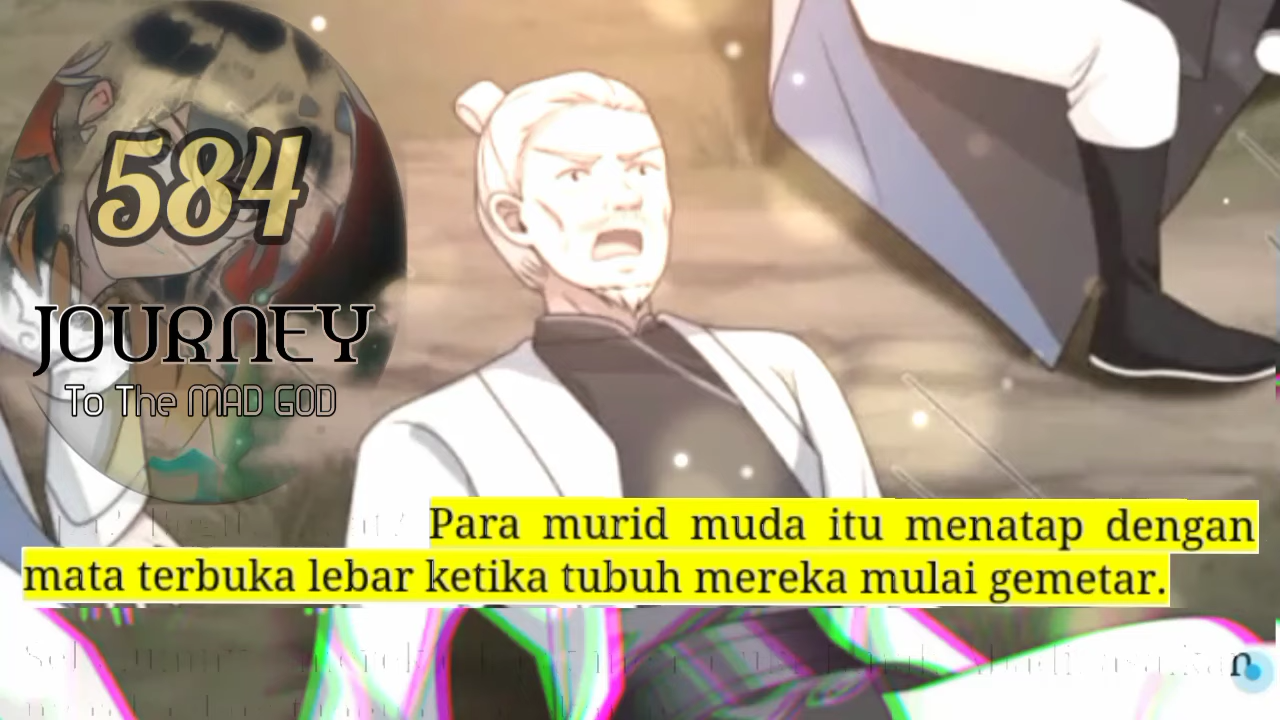 584
JOURNEY
To The MAD GOD
Para murid muda itu menatap dengan
mata terbuka lebar ketika tubuh mereka mulai gemetar.